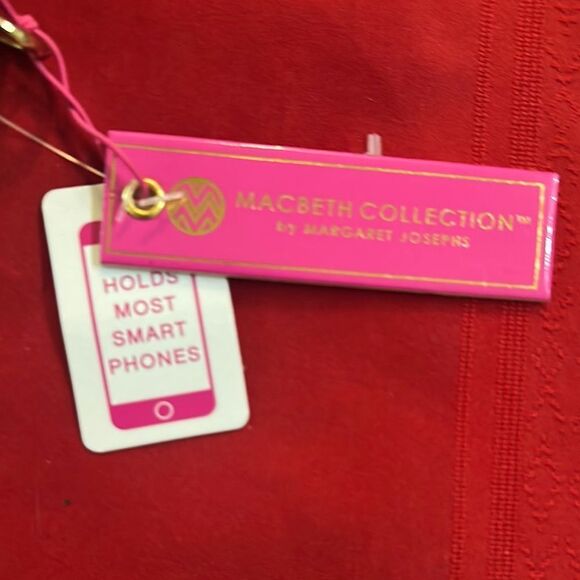 MACBETH COLLECTION™
by MARGARET JOSEPHS
HOLDS
MOST
SMART
PHONES